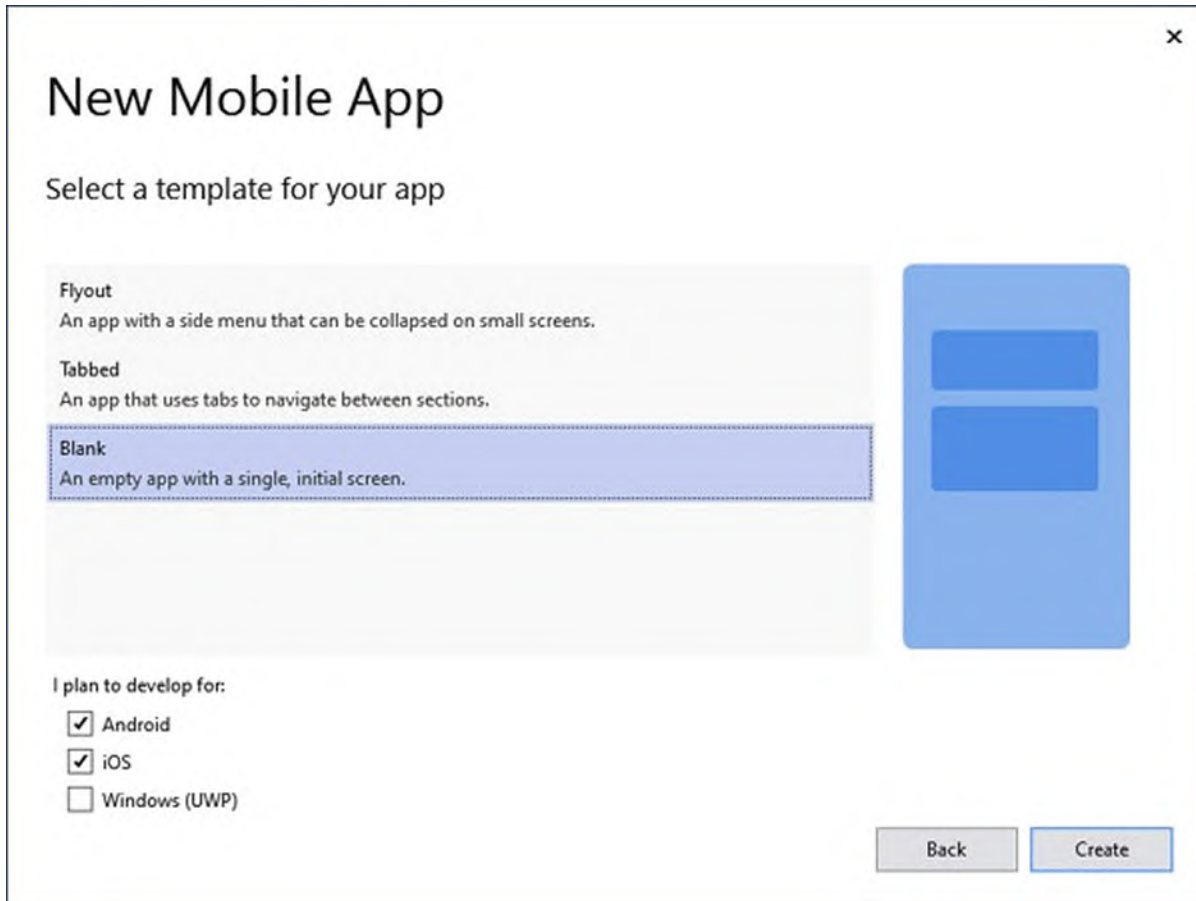 New Mobile App
Select a template for your app
Flyout
An app with a side menu that can be collapsed on small screens.
Tabbed
An app that uses tabs to navigate between sections.
Blank
An empty app with a single, initial screen.
I plan to develop for:
Android
iOS
Windows (UWP)
Back
Create